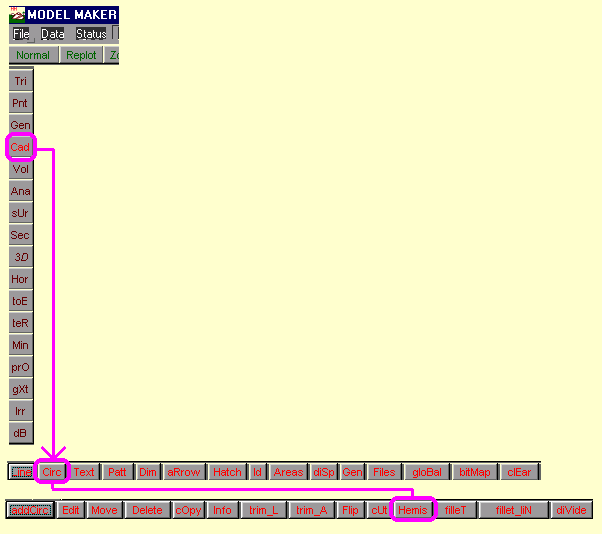 MODEL MAKER
File Data Status
Normal Replot
Tri
Pnt
Gen
Cad
Vol
Ana
sUr
Sec
3D
Hor
toE
teR
Min
prO
gXt
Irr
dB
Line Circ Text Patt Dim aRrow Hatch Id Areas diSp Gen Files gloBal bitMap clEar
addCirc Edit Move Delete cOpy Info trim_L trim_A Flip cUt Hemis filleT fillet_liN diVide